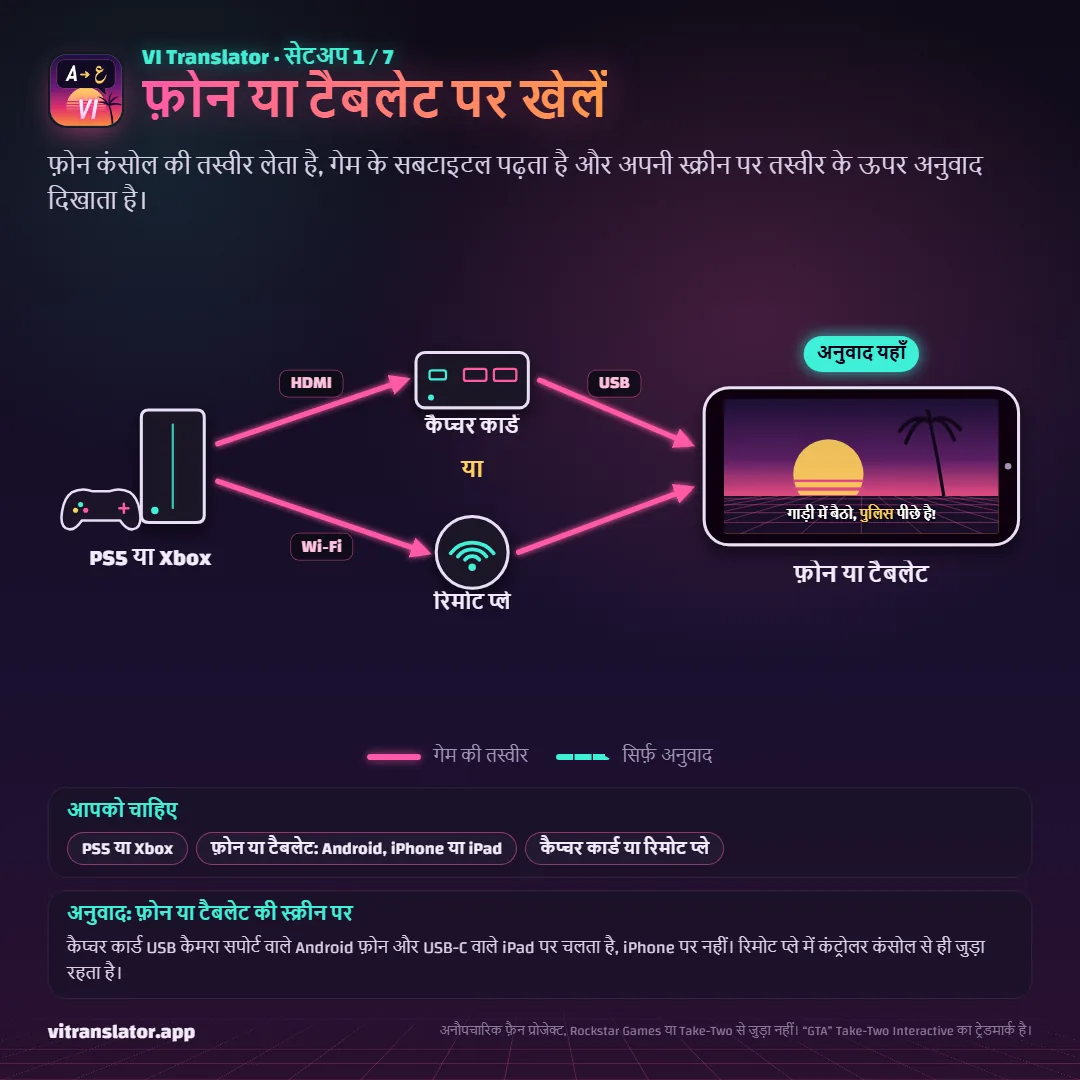 VI Translator · सेटअप 1 / 7
A→ع
VI
फ़ोन या टैबलेट पर खेलें
फ़ोन कंसोल की तस्वीर लेता है, गेम के सबटाइटल पढ़ता है और अपनी स्क्रीन पर तस्वीर के ऊपर अनुवाद
दिखाता है।
अनुवाद यहाँ
HDMI
USB
कैप्चर कार्ड
या
गाड़ी में बैठो, पुलिस पीछे है!
Wi-Fi
PS5 या Xbox
फ़ोन या टैबलेट
रिमोट प्ले
गेम की तस्वीर
सिर्फ़ अनुवाद
आपको चाहिए
PS5 या Xbox
फ़ोन या टैबलेट: Android, iPhone या iPad
कैप्चर कार्ड या रिमोट प्ले
अनुवाद: फ़ोन या टैबलेट की स्क्रीन पर
कैप्चर कार्ड USB कैमरा सपोर्ट वाले Android फ़ोन और USB-C वाले iPad पर चलता है, iPhone पर नहीं। रिमोट प्ले में कंट्रोलर कंसोल से ही जुड़ा
रहता है।
vitranslator.app
अनौपचारिक फ़ैन प्रोजेक्ट, Rockstar Games या Take-Two से जुड़ा नहीं। "GTA" Take-Two Interactive का ट्रेडमार्क है।